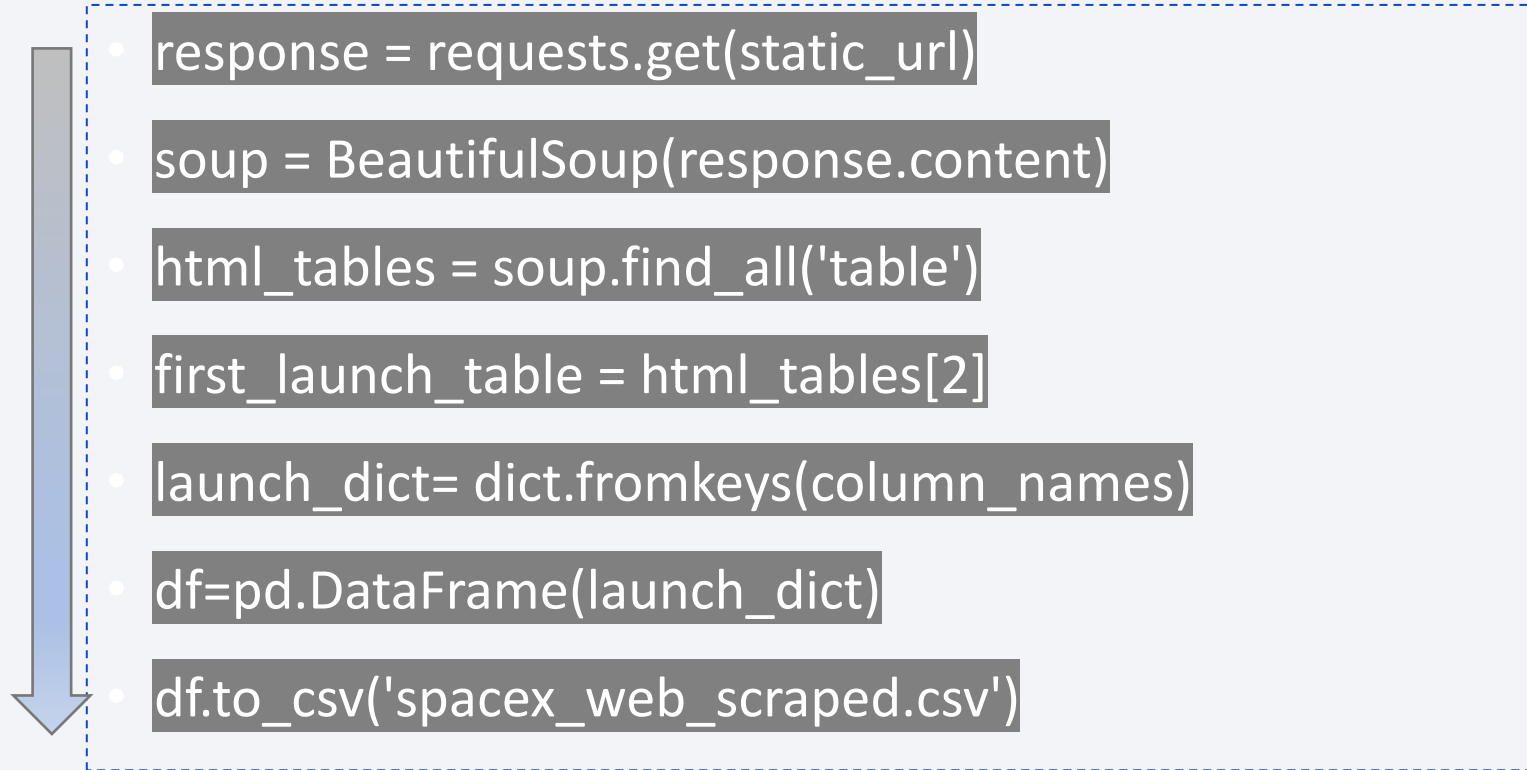 response = requests.get(static_url)
soup = BeautifulSoup(response.content)
html_tables = soup.find_all('table')
first_launch_table = html_tables[2]
launch_dict= dict.fromkeys(column_names)
df=pd.DataFrame(launch_dict)
df.to_csv('spacex_web_scraped.csv')